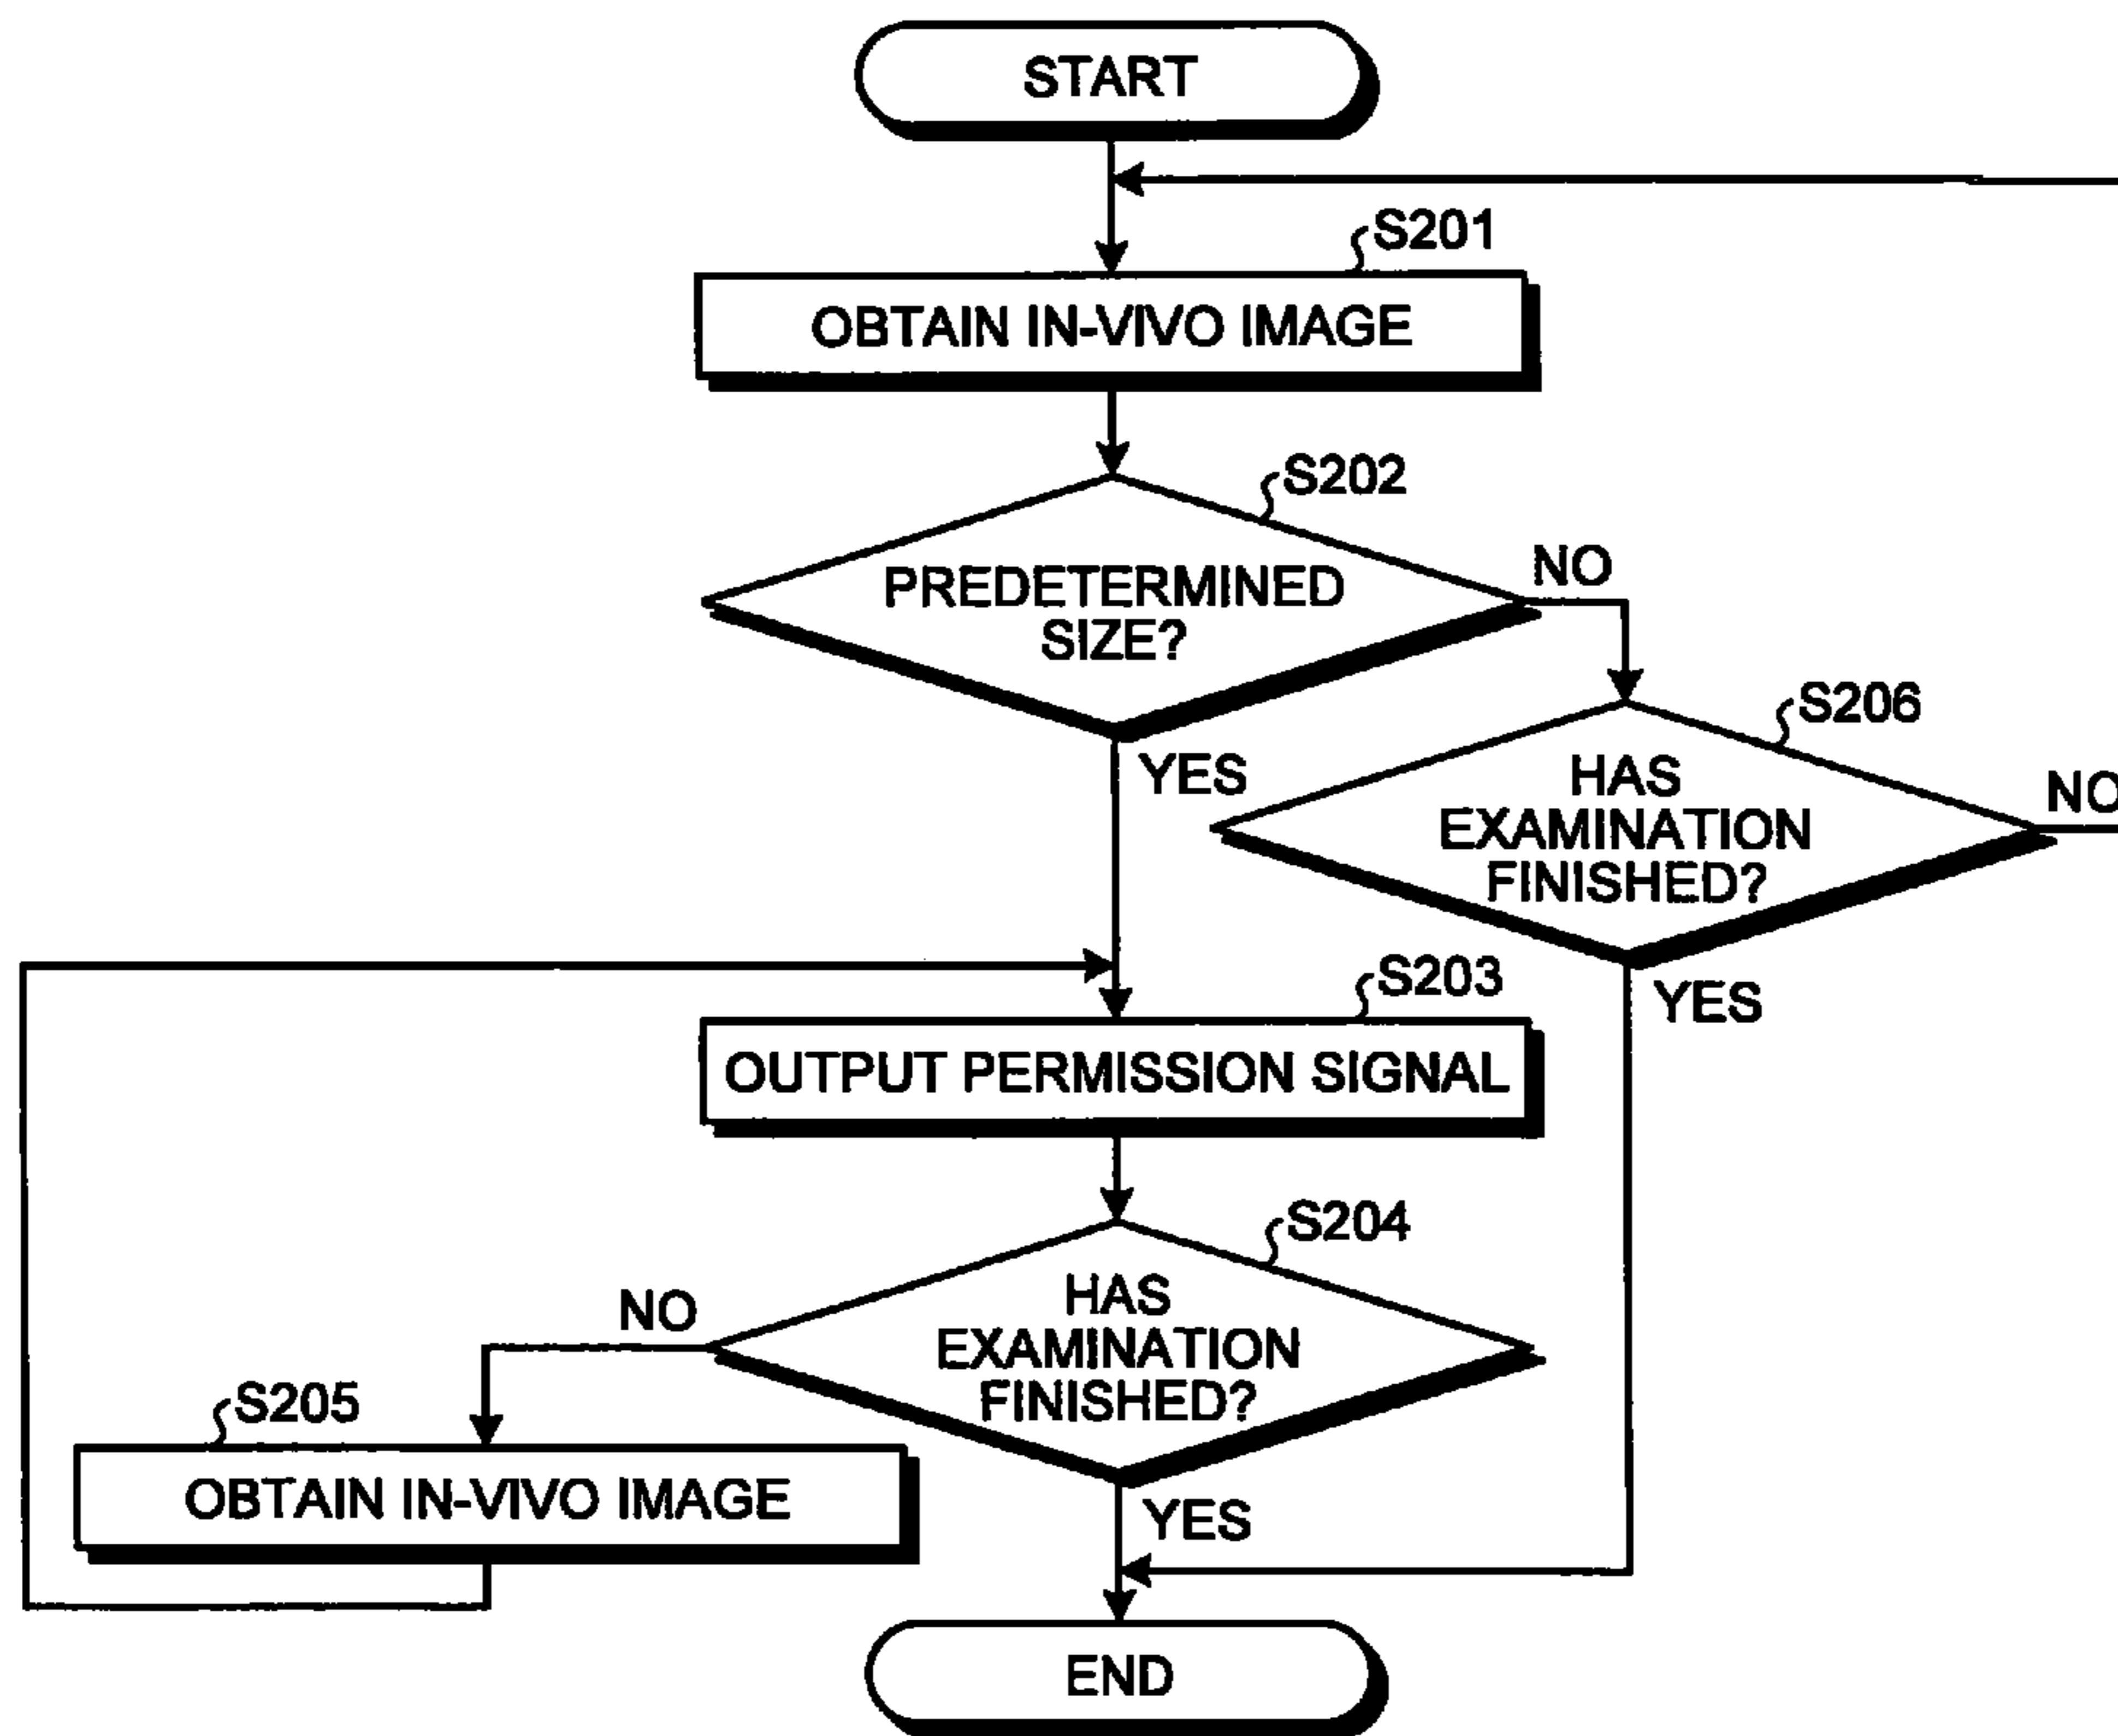 START
S201
OBTAIN IN-VIVO IMAGE
S202
PREDETERMINED
SIZE?
NO
YES
S206
HAS
EXAMINATION
FINISHED?
NO
YES
S203
OUTPUT PERMISSION SIGNAL
S204
HAS
EXAMINATION
FINISHED?
NO
YES
S205
OBTAIN IN-VIVO IMAGE
END